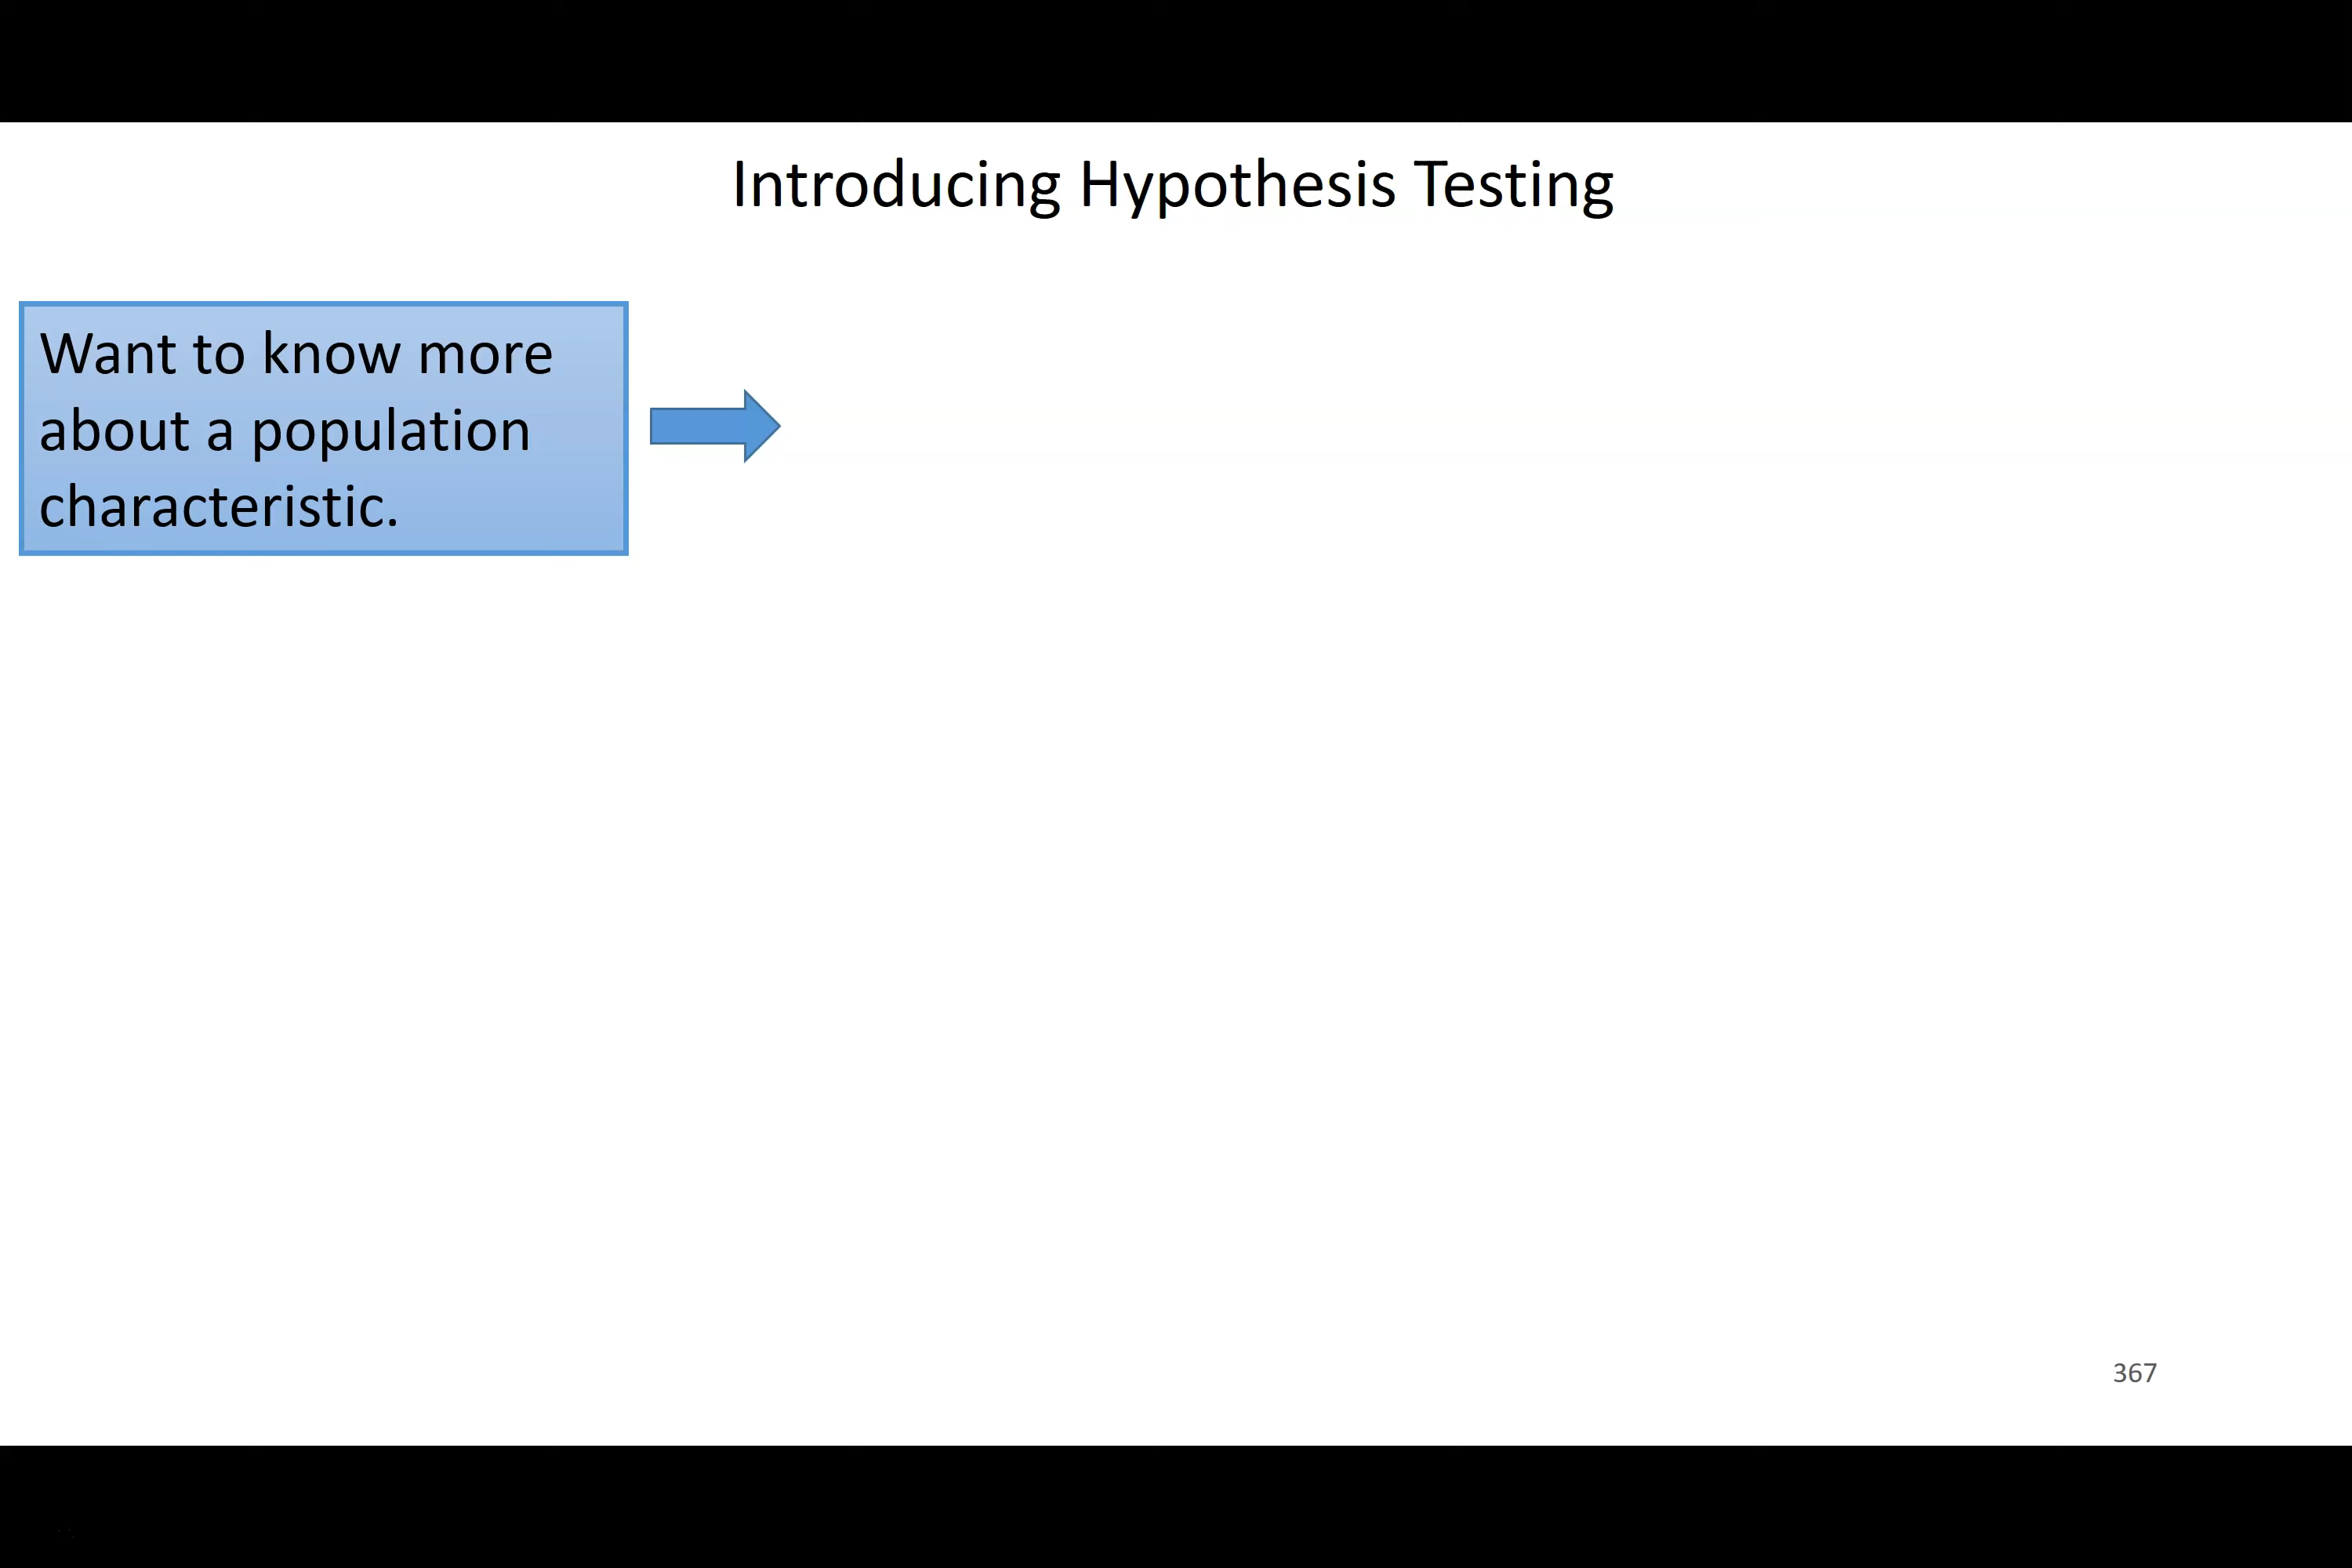 Introducing Hypothesis Testing
Want to know more
about a population
characteristic.
367